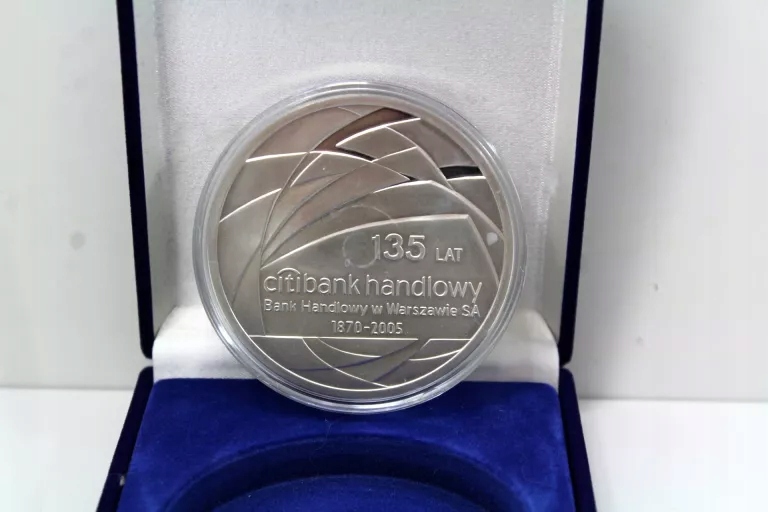 135 LAT
citibank handlowy
Bank Handlowy w Warszawie SA
1870-2005